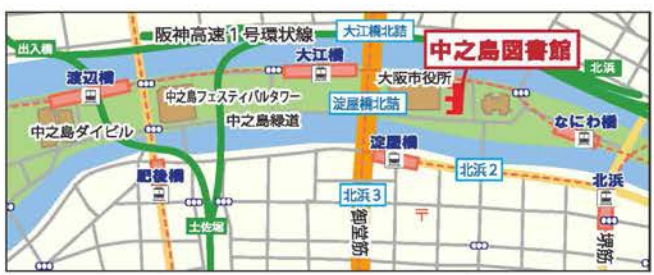 阪神高速1号環状線
大江橋北詰
出入橋
大江橋
中之島図書館
渡辺橋
大阪市役所
北浜
中之島フェスティバルタワー
淀屋橋北詰
中之島緑道
なにわ橋
中之島ダイビル
淀屋橋
肥後橋
北浜2
北浜
北浜3
土佐堀
御堂筋
堺筋